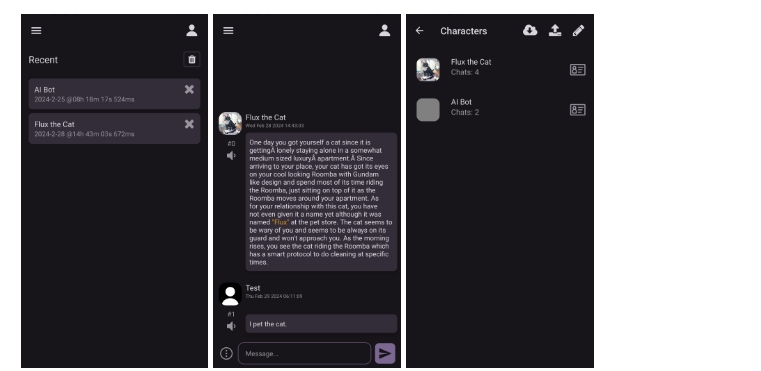 Recent
AI Bot
2024-2-25 @08h 18m 17s 524ms
Flux the Cat
2024-2-28 @14h 43m 03s 672ms
Flux the Cat
Wed Feb 28 2024 14:43:03
#0
One day you got yourself a cat since it is
gettingÂ lonely staying alone in a somewhat
medium sized luxuryÂ apartment.Â Since
arriving to your place, your cat has got its eyes
on your cool looking Roomba with Gundam
like design and spend most of its time riding
the Roomba, just sitting on top of it as the
Roomba moves around your apartment. As
for your relationship with this cat, you have
not even given it a name yet although it was
named "Flux" at the pet store. The cat seems to
be wary of you and seems to be always on its
guard and won't approach you. As the morning
rises, you see the cat riding the Roomba which
has a smart protocol to do cleaning at specific
times.
Test
Thu Feb 29 2024 06:11:59
#1
I pet the cat.
Message...
Characters
Flux the Cat
Chats: 4
AI Bot
Chats: 2